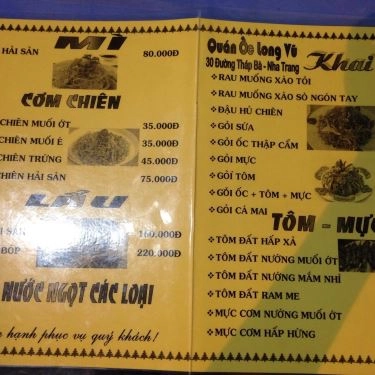 MÌ
HẢI SẢN 80.000Đ
CƠM CHIÊN
CHIÊN MUỐI ỚT 35.000Đ
CHIÊN MUỐI É 35.000Đ
CHIÊN TRỨNG 45.000Đ
CHIÊN HẢI SẢN 75.000Đ
LẨU
SẢN 160.000Đ
BÓP 220.000Đ
NƯỚC NGỌT CÁC LOẠI
hạnh phục vụ quý khách!
Quán Ốc Long Vũ
30 Đường Tháp Bà - Nha Trang
Khai
RAU MUỐNG XÀO TỎI
RAU MUỐNG XÀO SÒ NGÓN TAY
ĐẬU HỦ CHIÊN
GỎI SỨA
GỎI ỐC THẬP CẨM
GỎI MỰC
GỎI TÔM
GỎI ỐC + TÔM + MỰC
GỎI CÁ MAI
TÔM - MỰC
TÔM ĐẤT HẤP XẢ
TÔM ĐẤT NƯỚNG MUỐI ỚT
TÔM ĐẤT NƯỚNG MẮM NHỈ
TÔM ĐẤT RAM ME
MỰC CƠM NƯỚNG MUỐI ỚT
MỰC CƠM HẤP HỪNG